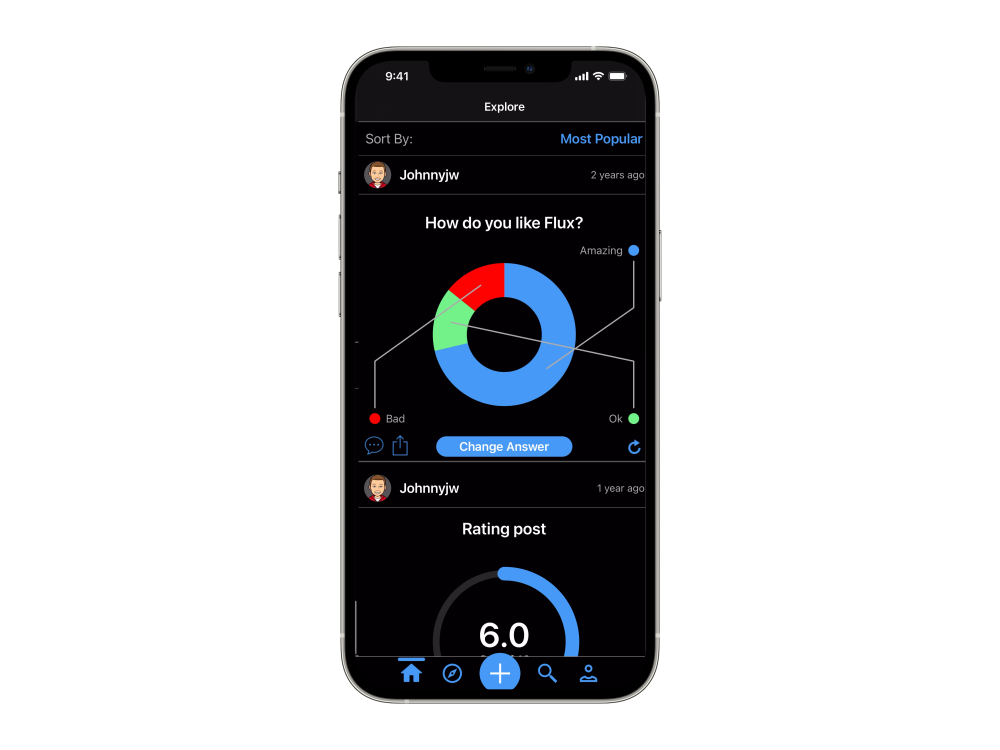 9:41
Explore
Sort By: Most Popular
Johnnyjw 2 years ago
How do you like Flux?
Amazing
Bad Ok
Change Answer
Johnnyjw 1 year ago
Rating post
6.0